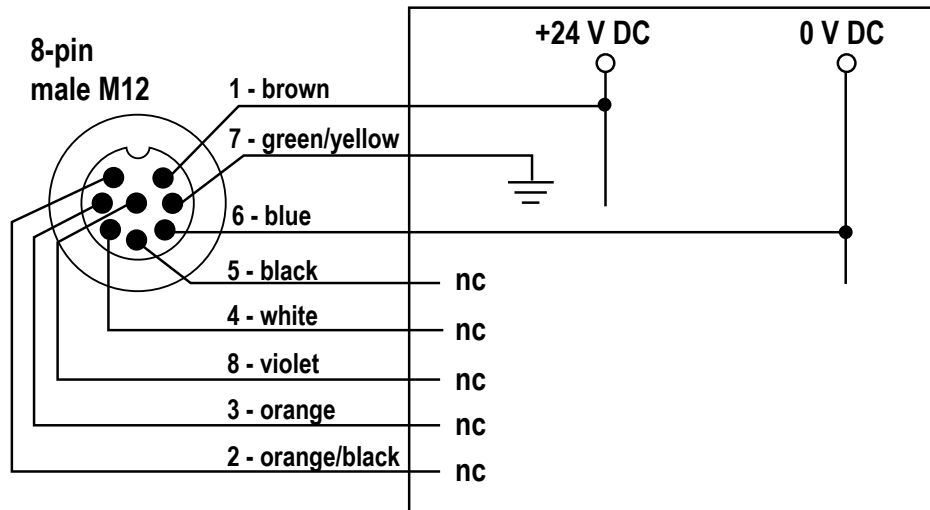 +24 V DC
0 V DC
8-pin
male M12
1 - brown
7 - green/yellow
6 - blue
5 - black
nc
4 - white
nc
8 - violet
nc
3 - orange
nc
2 - orange/black
nc